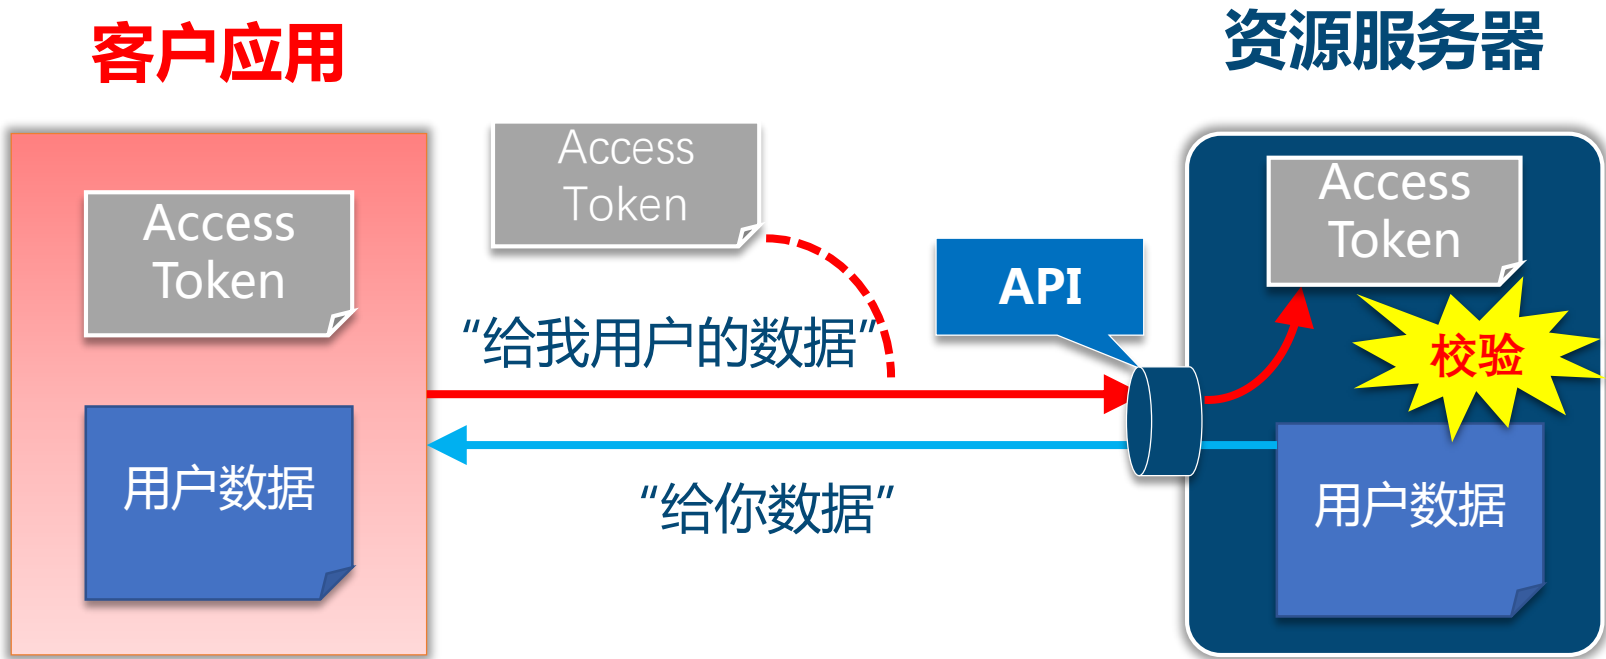 客户应用
资源服务器
Access
Token
Access
Token
Access
Token
API
“给我用户的数据”
校验
用户数据
“给你数据”
用户数据